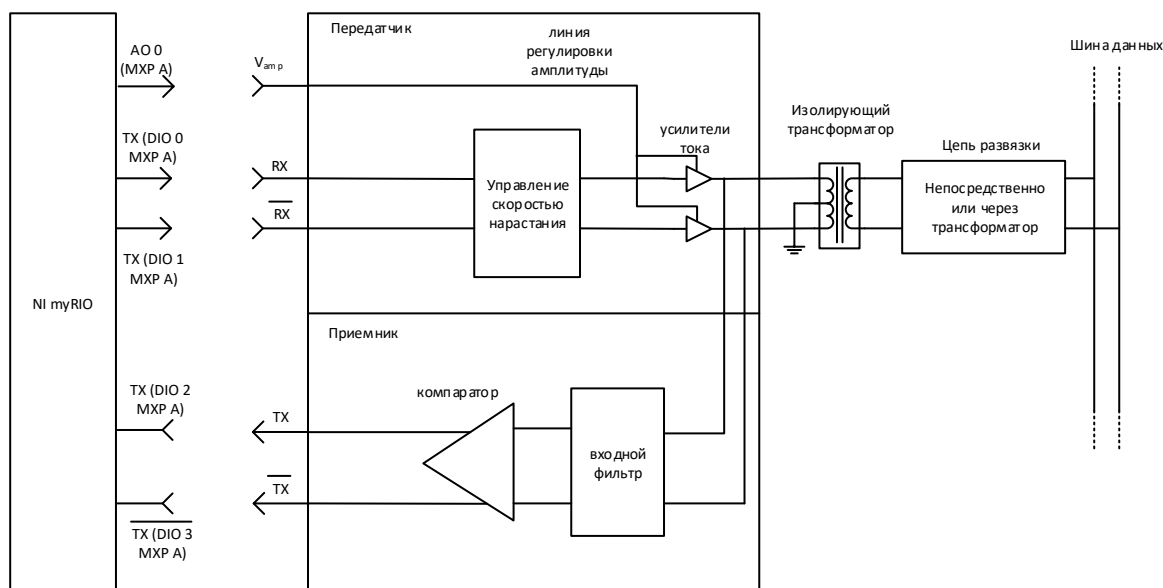 Передатчик
линия
регулировки
амплитуды
Шина данных
AO 0
(MXP A)
Vamp
Изолирующий
трансформатор
усилители
тока
TX (DIO 0
MXP A)
RX
Цепь развязки
Управление
скоростью
нарастания
Непосредственно
или через
трансформатор
RX
TX (DIO 1
MXP A)
NI myRIO
Приемник
TX (DIO 2
MXP A)
компаратор
TX
входной
фильтр
TX
TX (DIO 3
MXP A)